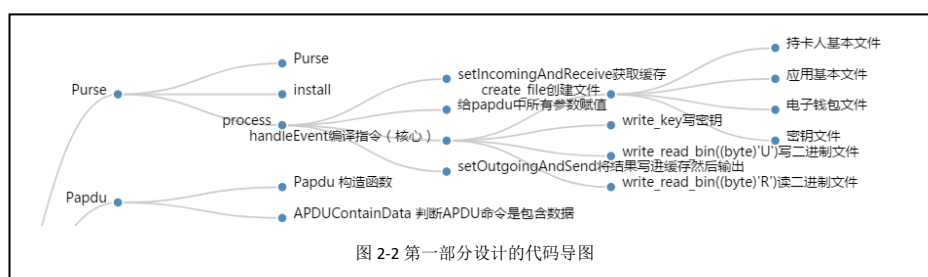 持卡人基本文件
Purse
setIncomingAndReceive获取缓存
应用基本文件
create_file创建文件
Purse
install
给papdu中所有参数赋值
电子钱包文件
process
write_key写密钥
handleEvent编译指令（核心）
密钥文件
write_read_bin((byte)'U')写二进制文件
setOutgoingAndSend将结果写进缓存然后输出
Papdu 构造函数
write_read_bin((byte)'R')读二进制文件
Papdu
APDUContainData 判断APDU命令是包含数据
图 2-2 第一部分设计的代码导图